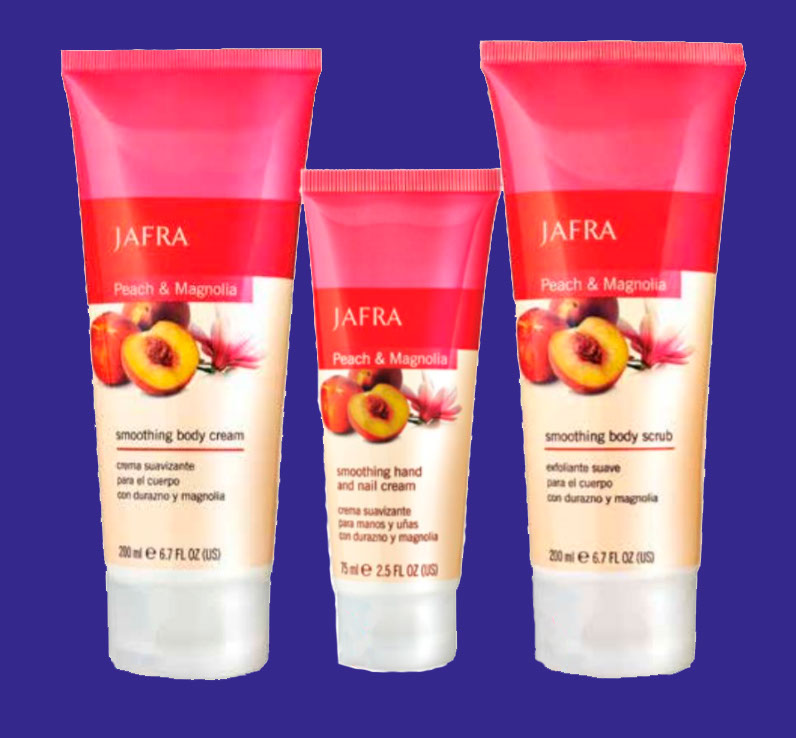 JAFRA
Peach & Magnolia
smoothing body cream
crema suavizante
para el cuerpo
con durazno y magnolia
200 ml e 6.7 FL OZ (US)
JAFRA
Peach & Magnolia
smoothing hand
and nail cream
crema suavizante
para manos y uñas
con durazno y magnolia
75 ml e 2.5 FL OZ (US)
JAFRA
Peach & Magnolia
smoothing body scrub
exfoliante suave
para el cuerpo
con durazno y magnolia
200 ml e 6.7 FL OZ (US)